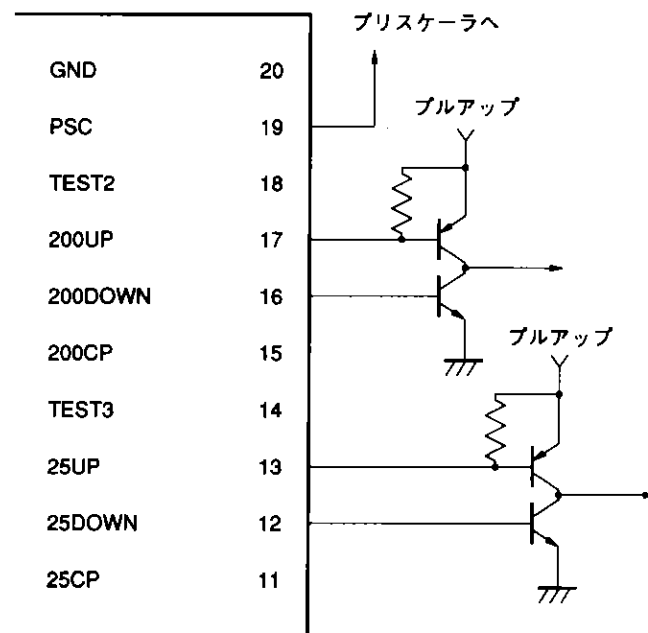 プリスケーラへ
GND 20
PSC 19
プルアップ
TEST2 18
200UP 17
200DOWN 16
プルアップ
200CP 15
TEST3 14
25UP 13
25DOWN 12
25CP 11